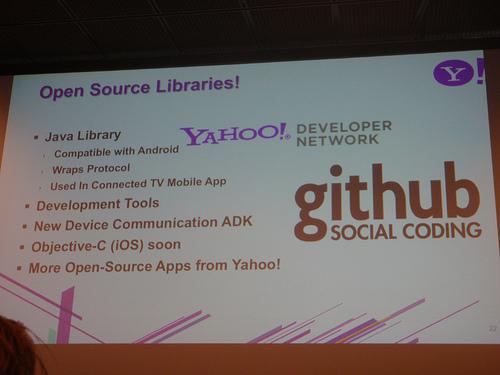 Open Source Libraries!
Y!
Java Library
Compatible with Android
Wraps Protocol
Used In Connected TV Mobile App
Development Tools
New Device Communication ADK
Objective-C (iOS) soon
More Open-Source Apps from Yahoo!
YAHOO!® DEVELOPER
NETWORK
github
SOCIAL CODING
22